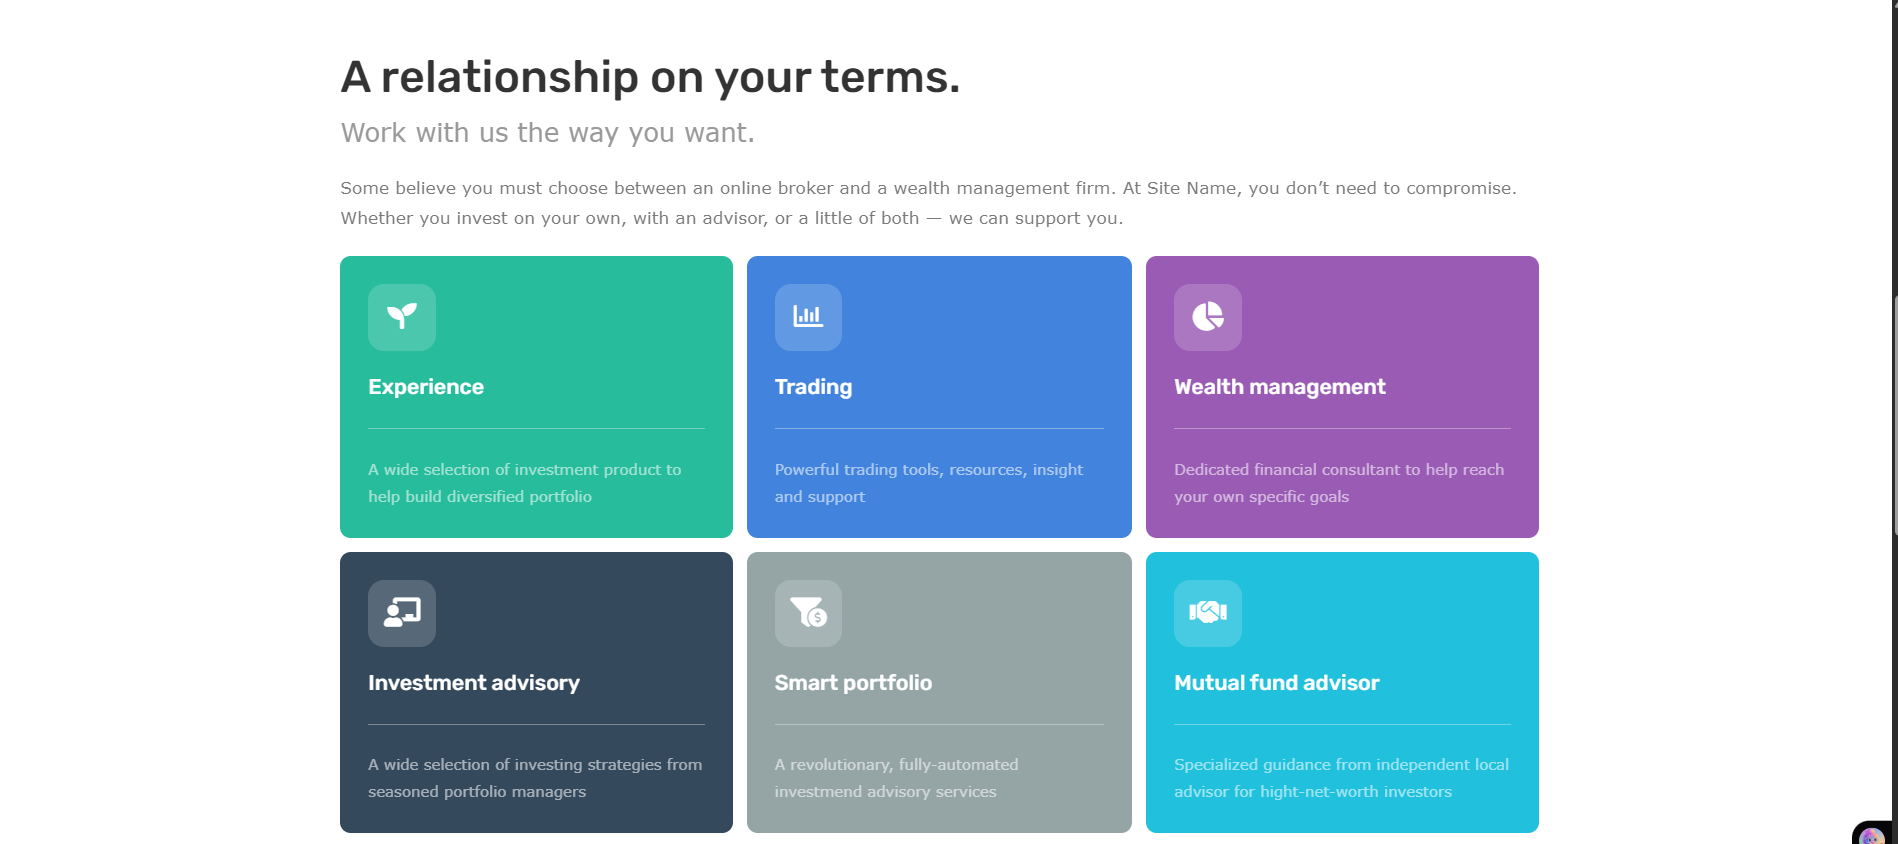 A relationship on your terms.
Work with us the way you want.
Some believe you must choose between an online broker and a wealth management firm. At Site Name, you don’t need to compromise.
Whether you invest on your own, with an advisor, or a little of both — we can support you.
Experience
A wide selection of investment product to
help build diversified portfolio
Trading
Powerful trading tools, resources, insight
and support
Wealth management
Dedicated financial consultant to help reach
your own specific goals
Investment advisory
A wide selection of investing strategies from
seasoned portfolio managers
Smart portfolio
A revolutionary, fully-automated
investmend advisory services
Mutual fund advisor
Specialized guidance from independent local
advisor for hight-net-worth investors